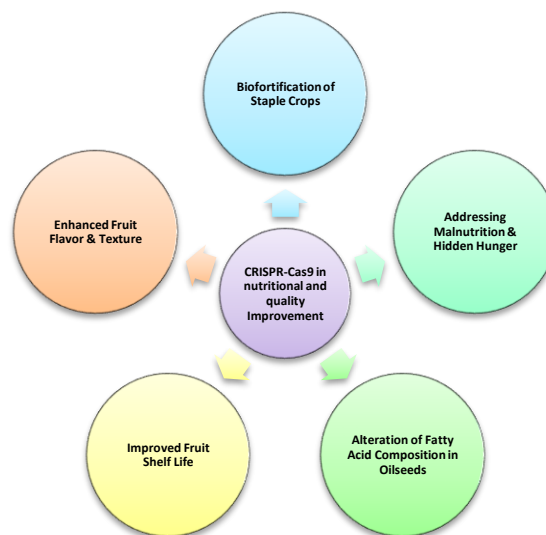 Biofortification of
Staple Crops
Enhanced Fruit
Flavor & Texture
Addressing
Malnutrition &
Hidden Hunger
CRISPR-Cas9 in
nutritional and
quality
Improvement
Improved Fruit
Shelf Life
Alteration of Fatty
Acid Composition in
Oilseeds